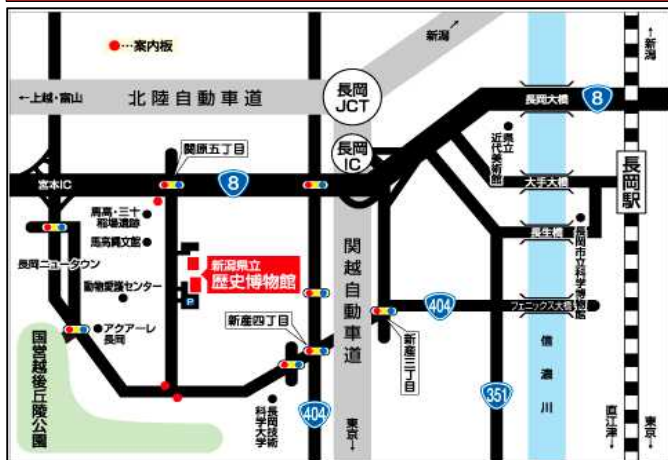 ●…案内板
新潟
↑新潟
←上越・富山
北陸自動車道
長岡
JCT
長岡大橋
8
長岡
IC
関原五丁目
県立
近代美術館
宮本IC
8
大手大橋
長岡駅
馬高・三十
稲場遺跡
馬高縄文館
長生橋
長岡ニュータウン
新潟県立
歴史博物館
関越自動車道
長岡市立科学博物館
動物愛護センター
P
404
フェニックス大橋
アクアーレ
長岡
新産四丁目
新産三丁目
国営越後丘陵公園
信濃川
351
長岡技術
科学大学
404
東京→
直江津→
東京→